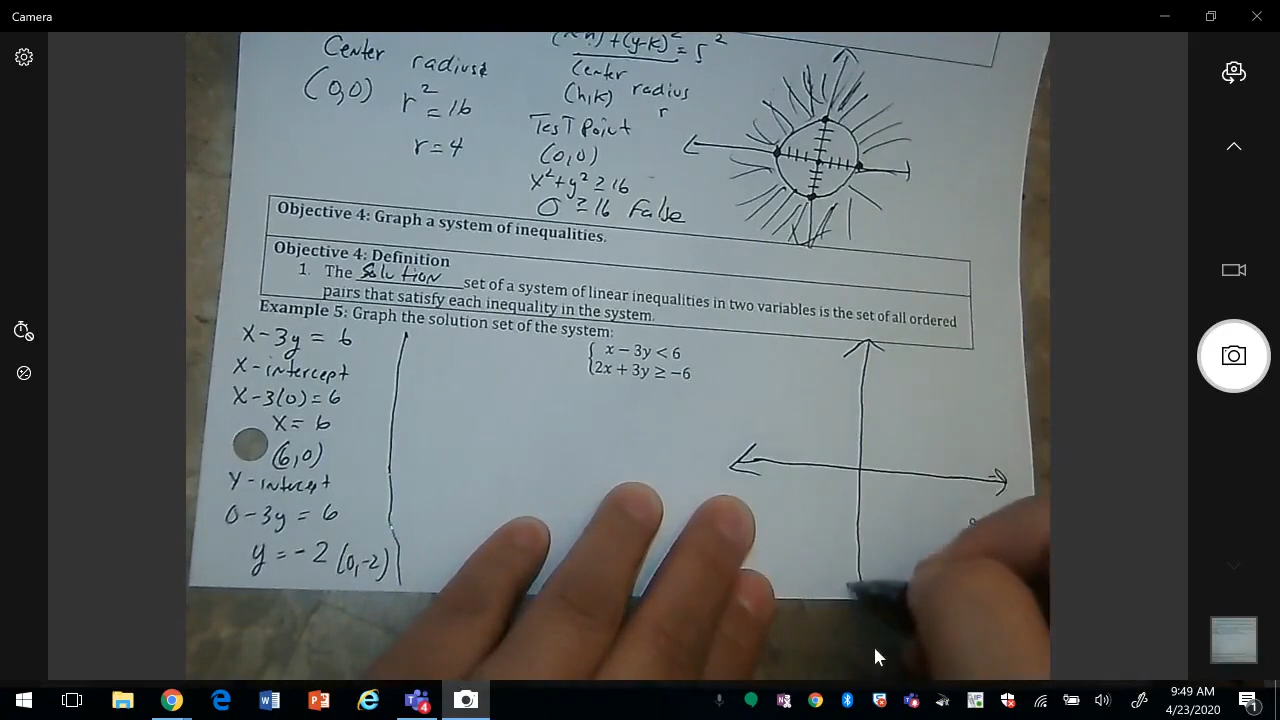 Camera
Center
radius
(0,0)
r² = 16
r = 4
+ (y-k)² = 5²
Center
(h,k)
radius
r
Test Point
(0,0)
x² + y² ≥ 16
0 ≥ 16 False
Objective 4: Graph a system of inequalities.
Objective 4: Definition
1. The Solution set of a system of linear inequalities in two variables is the set of all ordered
pairs that satisfy each inequality in the system.
Example 5: Graph the solution set of the system:
x − 3y < 6
2x + 3y ≥ −6
X - 3y = 6
X-intercept
X - 3(0) = 6
X = 6
(6,0)
Y-intercept
0 - 3y = 6
y = -2 (0,-2)
9:49 AM
4/23/2020